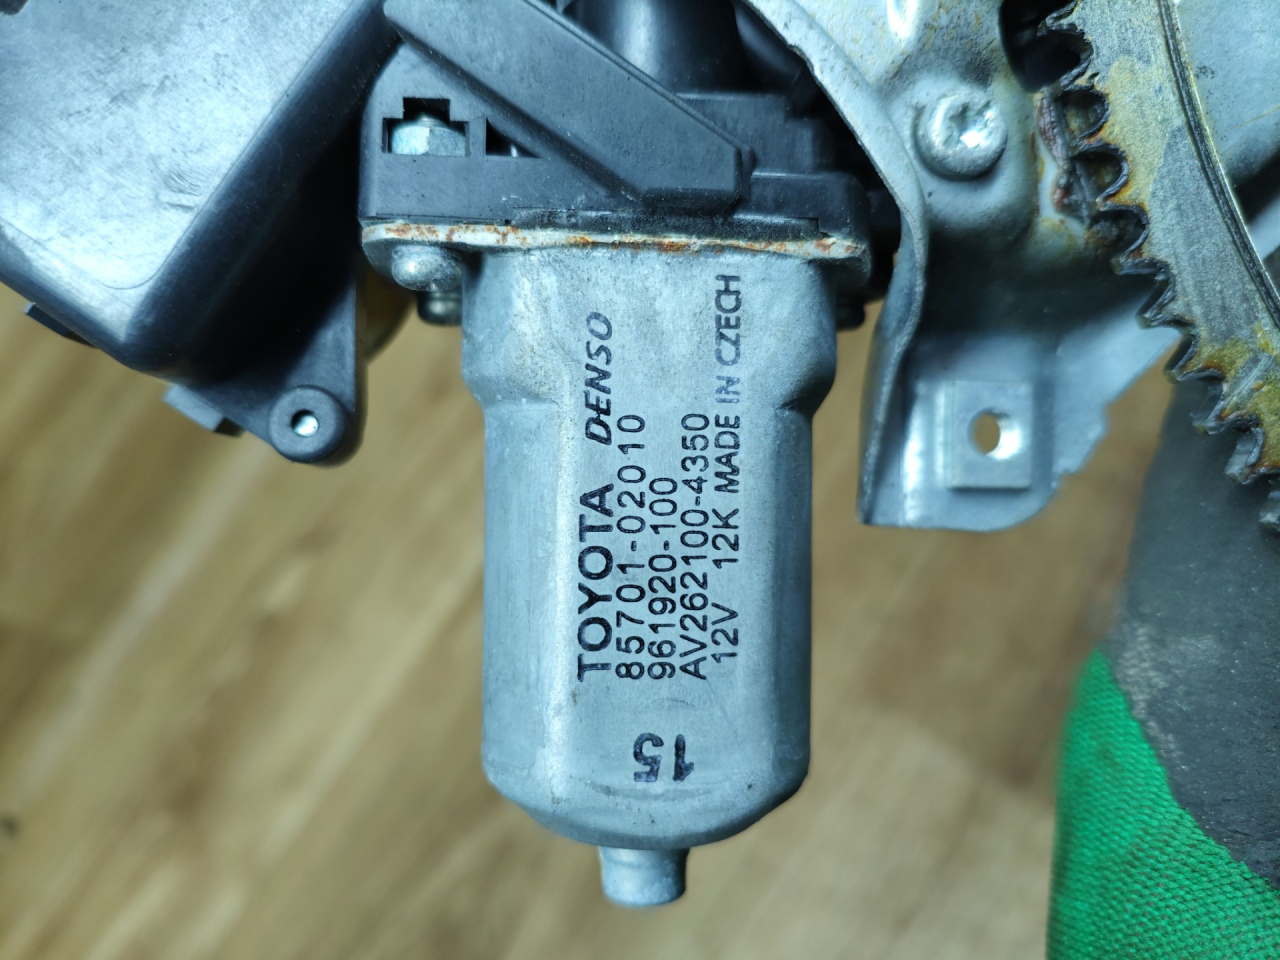 TOYOTA DENSO
85701-02010
961920-100
AV262100-4350
12V 12K MADE IN CZECH
15